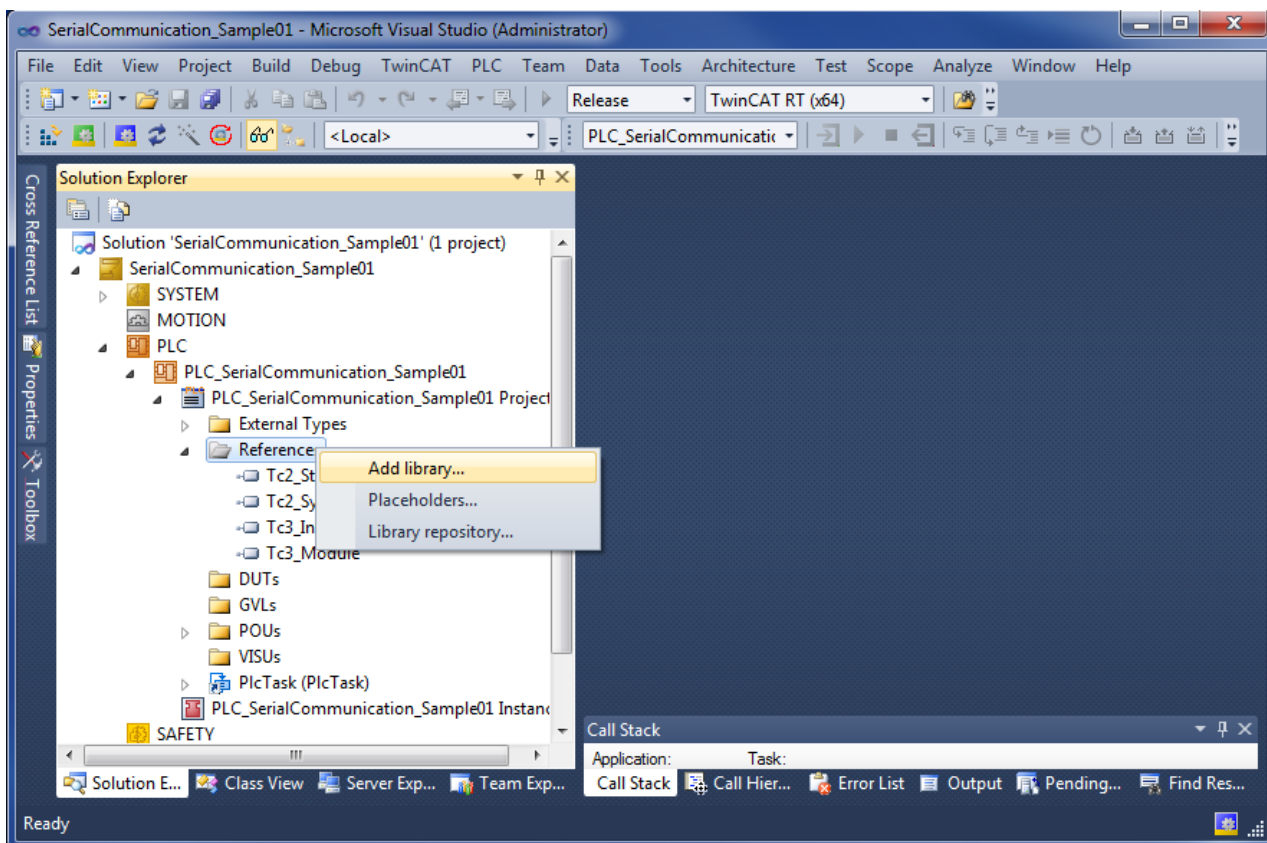 SerialCommunication_Sample01 - Microsoft Visual Studio (Administrator)
File Edit View Project Build Debug TwinCAT PLC Team Data Tools Architecture Test Scope Analyze Window Help
Release TwinCAT RT (x64)
<Local> PLC_SerialCommunicatic
Cross Reference List
Properties
Toolbox
Solution Explorer
Solution 'SerialCommunication_Sample01' (1 project)
SerialCommunication_Sample01
SYSTEM
MOTION
PLC
PLC_SerialCommunication_Sample01
PLC_SerialCommunication_Sample01 Project
External Types
Reference
Tc2_St
Tc2_Sy
Tc3_In
Tc3_Module
Add library...
Placeholders...
Library repository...
DUTs
GVLs
POUs
VISUs
PlcTask (PlcTask)
PLC_SerialCommunication_Sample01 Instanc
SAFETY
Call Stack
Application: Task:
Solution E... Class View Server Exp... Team Exp... Call Stack Call Hier... Error List Output Pending... Find Res...
Ready